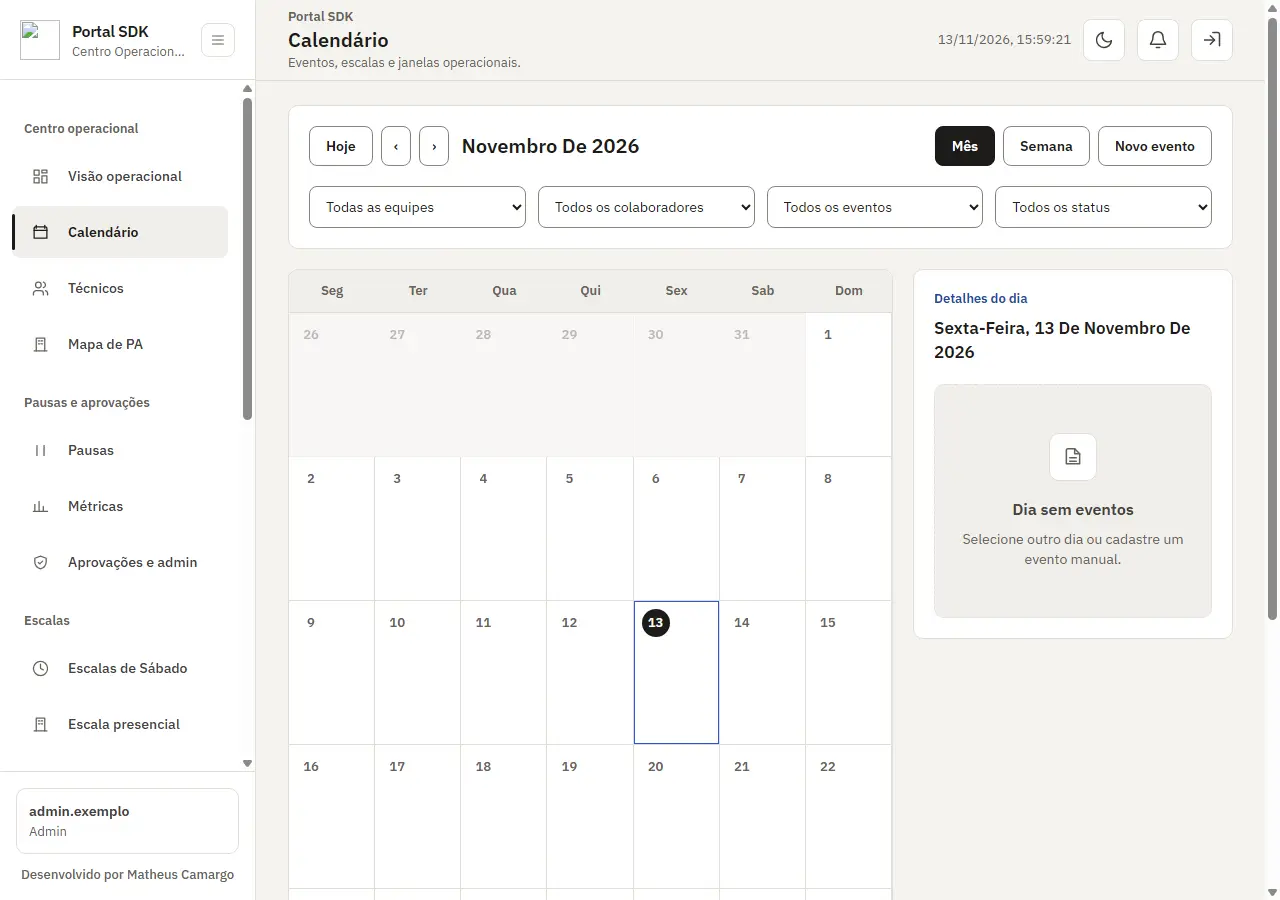 Portal SDK
Centro Operacion...
Centro operacional
Visão operacional
Calendário
Técnicos
Mapa de PA
Pausas e aprovações
Pausas
Métricas
Aprovações e admin
Escalas
Escalas de Sábado
Escala presencial
admin.exemplo
Admin
Desenvolvido por Matheus Camargo
Portal SDK
Calendário
Eventos, escalas e janelas operacionais.
13/11/2026, 15:59:21
Hoje ‹ › Novembro De 2026 Mês Semana Novo evento
Todas as equipes Todos os colaboradores Todos os eventos Todos os status
Seg Ter Qua Qui Sex Sab Dom
26 27 28 29 30 31 1
2 3 4 5 6 7 8
9 10 11 12 13 14 15
16 17 18 19 20 21 22
Detalhes do dia
Sexta-Feira, 13 De Novembro De
2026
Dia sem eventos
Selecione outro dia ou cadastre um
evento manual.